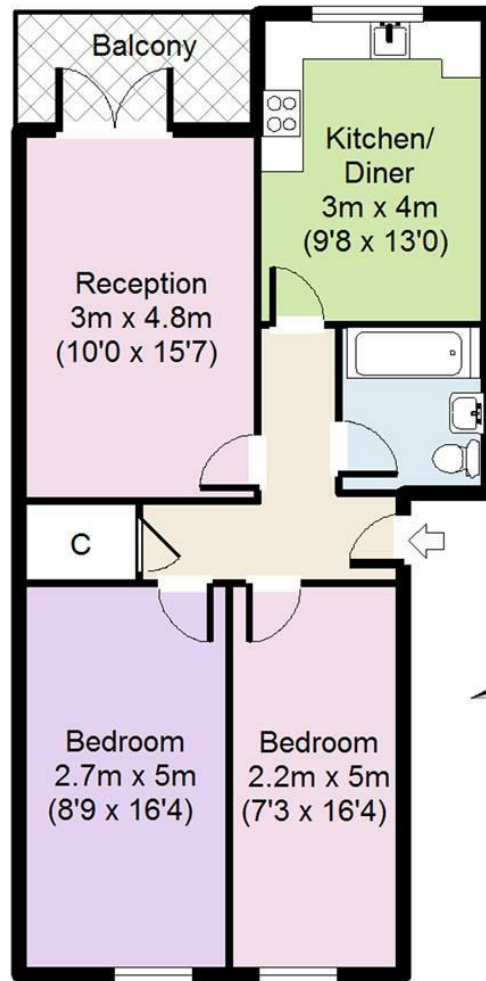 Balcony
Kitchen/
Diner
3m x 4m
(9'8 x 13'0)
Reception
3m x 4.8m
(10'0 x 15'7)
C
Bedroom
2.7m x 5m
(8'9 x 16'4)
Bedroom
2.2m x 5m
(7'3 x 16'4)